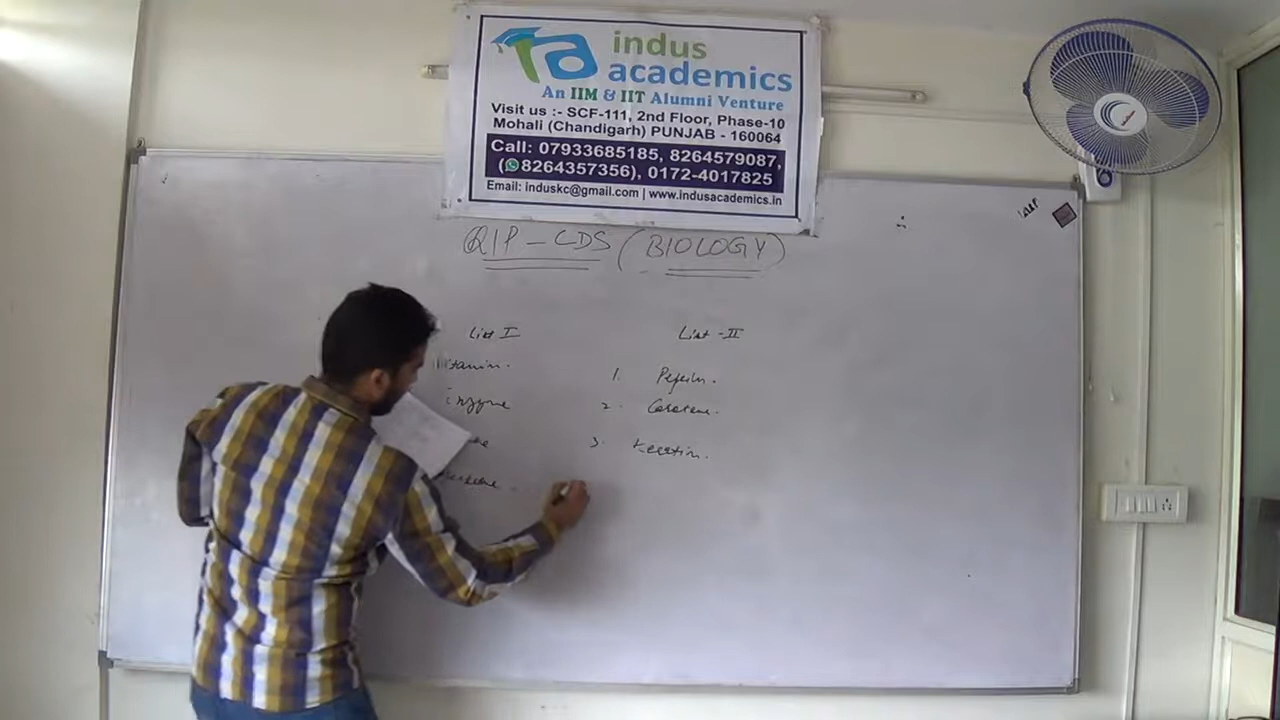 indus
academics
An IIM & IIT Alumni Venture
Visit us :- SCF-111, 2nd Floor, Phase-10
Mohali (Chandigarh) PUNJAB - 160064
Call: 07933685185, 8264579087,
(8264357356), 0172-4017825
Email: induskc@gmail.com | www.indusacademics.in
QIP - CDS (BIOLOGY)
List I List - II
itamin. 1. Pepsin.
Enzyme 2. Carotene.
3. Keratin.